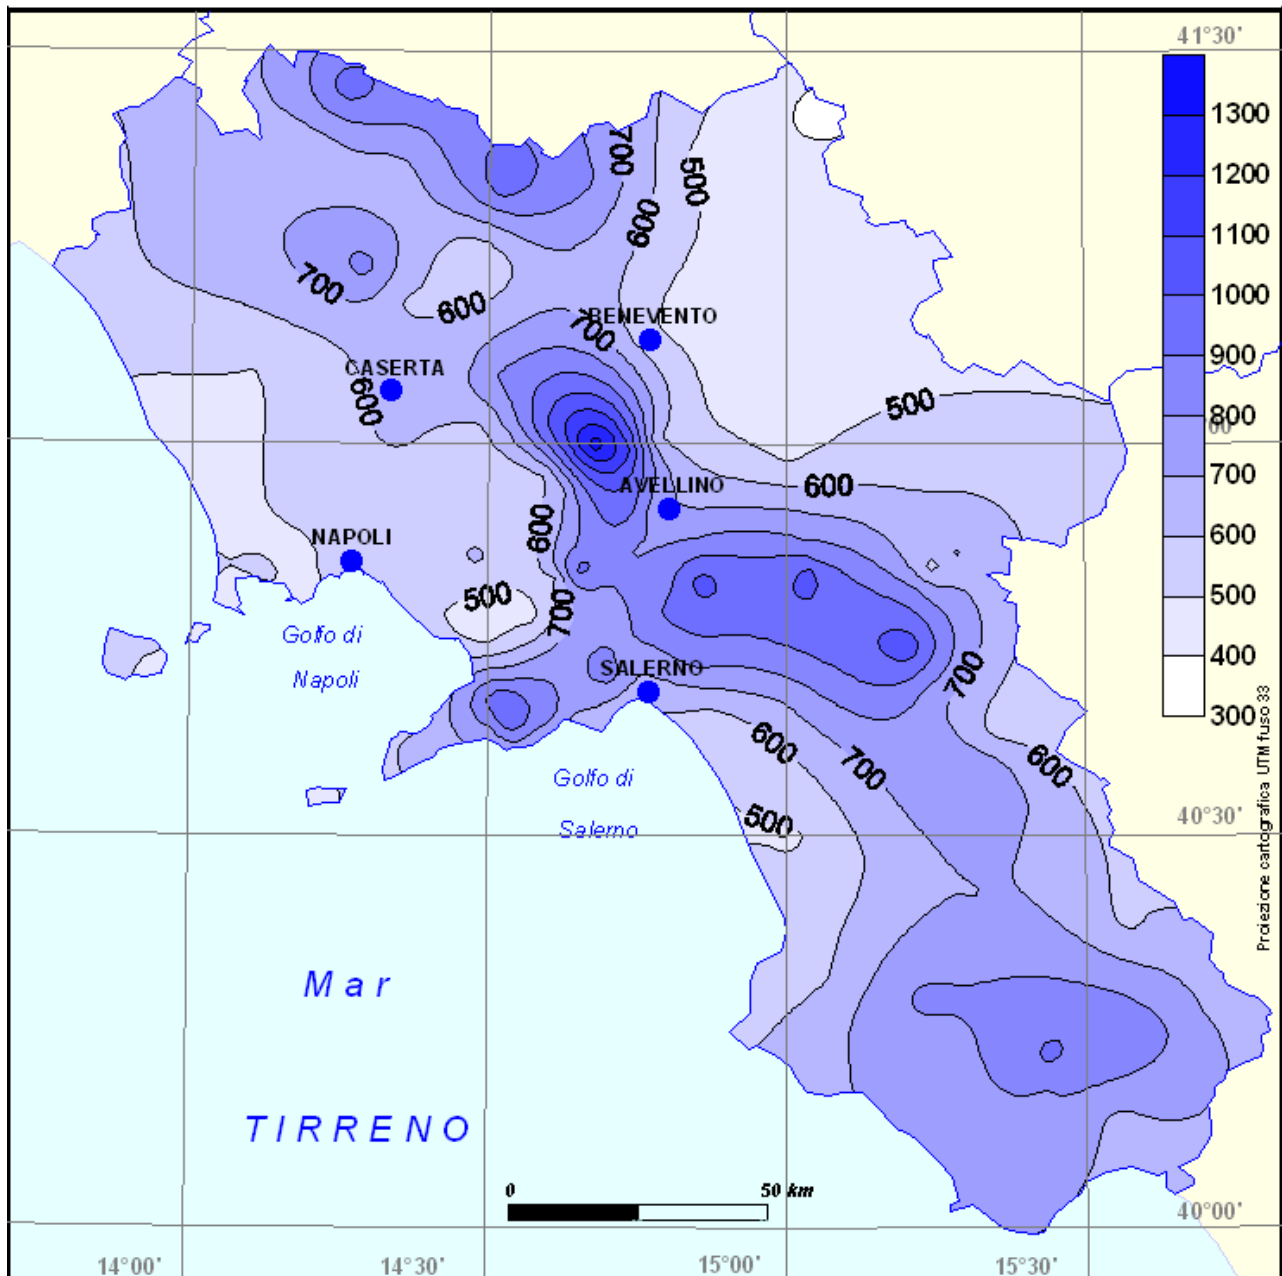 41°30'
1300
1200
1100
1000
900
800
700
600
500
400
300
700
500
600
700
600
700
BENEVENTO
CASERTA
600
500
AVELLINO
600
600
NAPOLI
500
700
Golfo di
Napoli
SALERNO
700
600
600
700
500
Golfo di
Salerno
40°30'
Proiezione cartografica UTM fuso 33
Mar
TIRRENO
0
50 km
40°00'
14°00'
14°30'
15°00'
15°30'